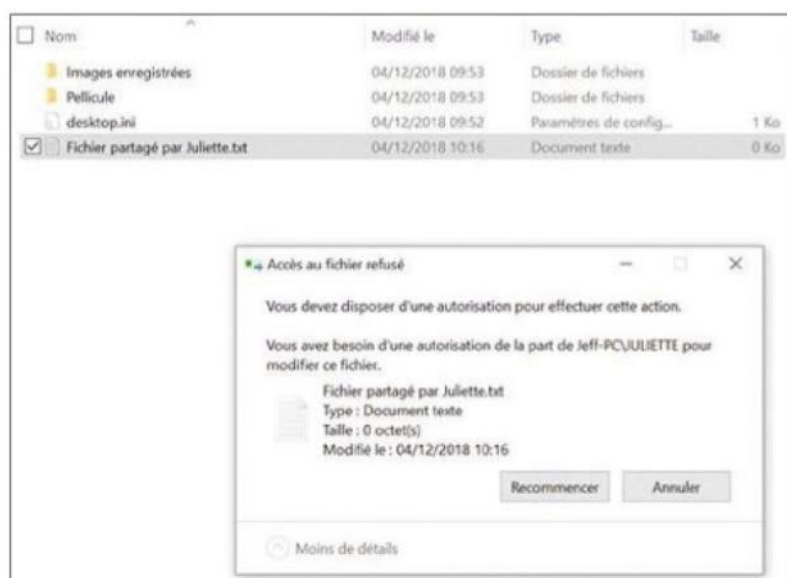 Nom Modifié le Type Taille
Images enregistrées 04/12/2018 09:53 Dossier de fichiers
Pellicule 04/12/2018 09:53 Dossier de fichiers
desktop.ini 04/12/2018 09:52 Paramètres de config... 1 Ko
Fichier partagé par Juliette.txt 04/12/2018 10:16 Document texte 0 Ko
Accès au fichier refusé
Vous devez disposer d'une autorisation pour effectuer cette action.
Vous avez besoin d'une autorisation de la part de Jeff-PC\JULIETTE pour
modifier ce fichier.
Fichier partagé par Juliette.txt
Type : Document texte
Taille : 0 octet(s)
Modifié le : 04/12/2018 10:16
Recommencer Annuler
Moins de détails